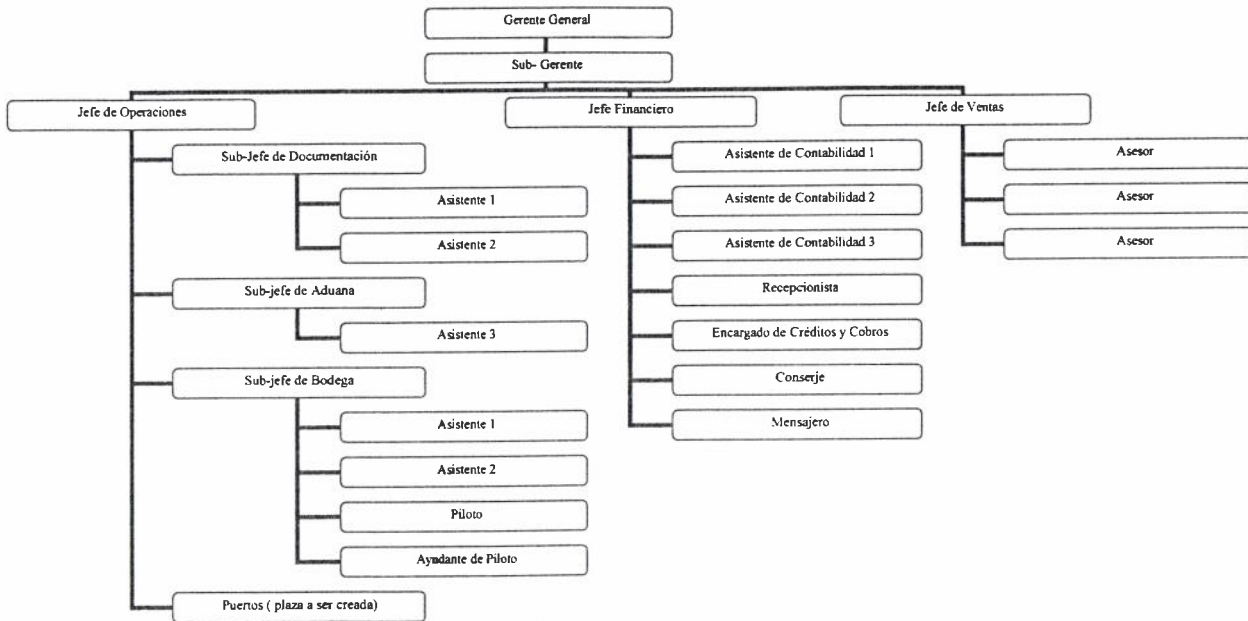 Gerente General
Sub- Gerente
Jefe de Operaciones
Jefe Financiero
Jefe de Ventas
Sub-Jefe de Documentación
Asistente 1
Asistente 2
Sub-jefe de Aduana
Asistente 3
Sub-jefe de Bodega
Asistente 1
Asistente 2
Piloto
Ayudante de Piloto
Puertos ( plaza a ser creada)
Asistente de Contabilidad 1
Asistente de Contabilidad 2
Asistente de Contabilidad 3
Recepcionista
Encargado de Créditos y Cobros
Conserje
Mensajero
Asesor
Asesor
Asesor